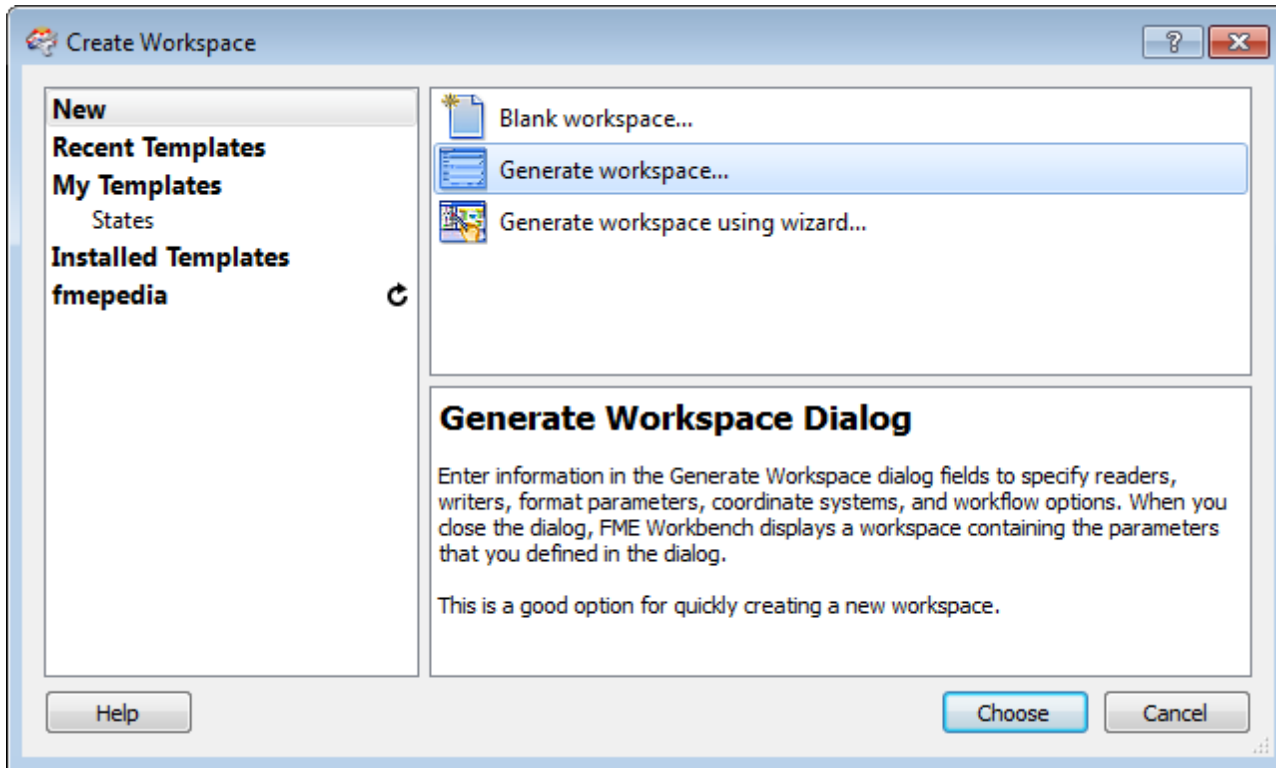 Create Workspace
New
Recent Templates
My Templates
States
Installed Templates
fmepedia
Blank workspace...
Generate workspace...
Generate workspace using wizard...
Generate Workspace Dialog
Enter information in the Generate Workspace dialog fields to specify readers,
writers, format parameters, coordinate systems, and workflow options. When you
close the dialog, FME Workbench displays a workspace containing the parameters
that you defined in the dialog.
This is a good option for quickly creating a new workspace.
Help
Choose
Cancel